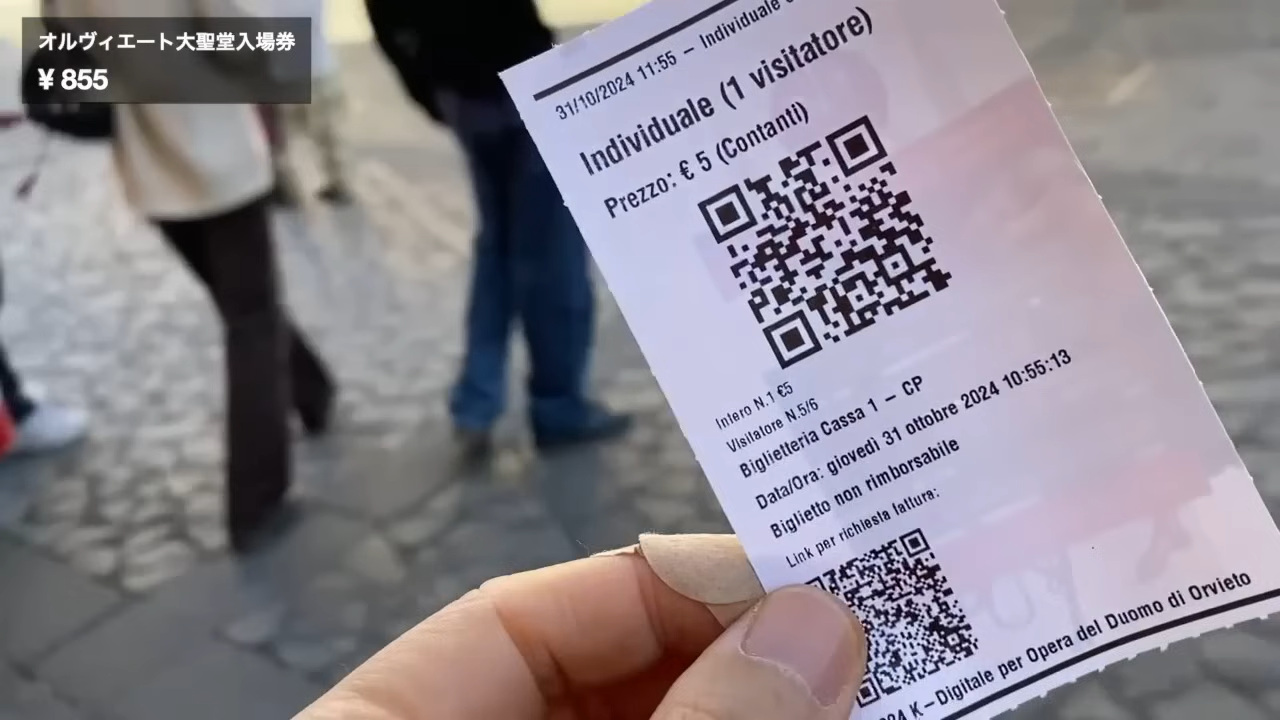 オルヴィエート大聖堂入場券
¥ 855
31/10/2024 11:55 – Individuale
Individuale (1 visitatore)
Prezzo: € 5 (Contanti)
Intero N.1 €5
Visitatore N.5/6
Biglietteria Cassa 1 – CP
Data/Ora: giovedì 31 ottobre 2024 10:55:13
Biglietto non rimborsabile
Link per richiesta fattura:
K–Digitale per Opera del Duomo di Orvieto